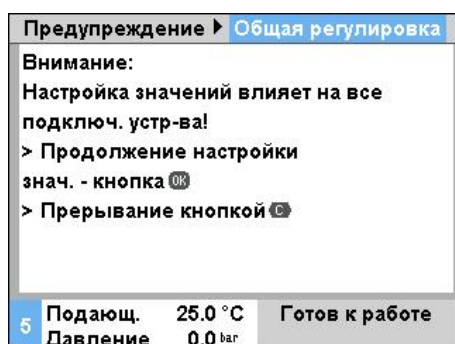 Предупреждение ▶ Общая регулировка
Внимание:
Настройка значений влияет на все
подключ. устр-ва!
> Продолжение настройки
знач. - кнопка OK
> Прерывание кнопкой C
5 Подающ. 25.0 °C Готов к работе
Давление 0.0 bar